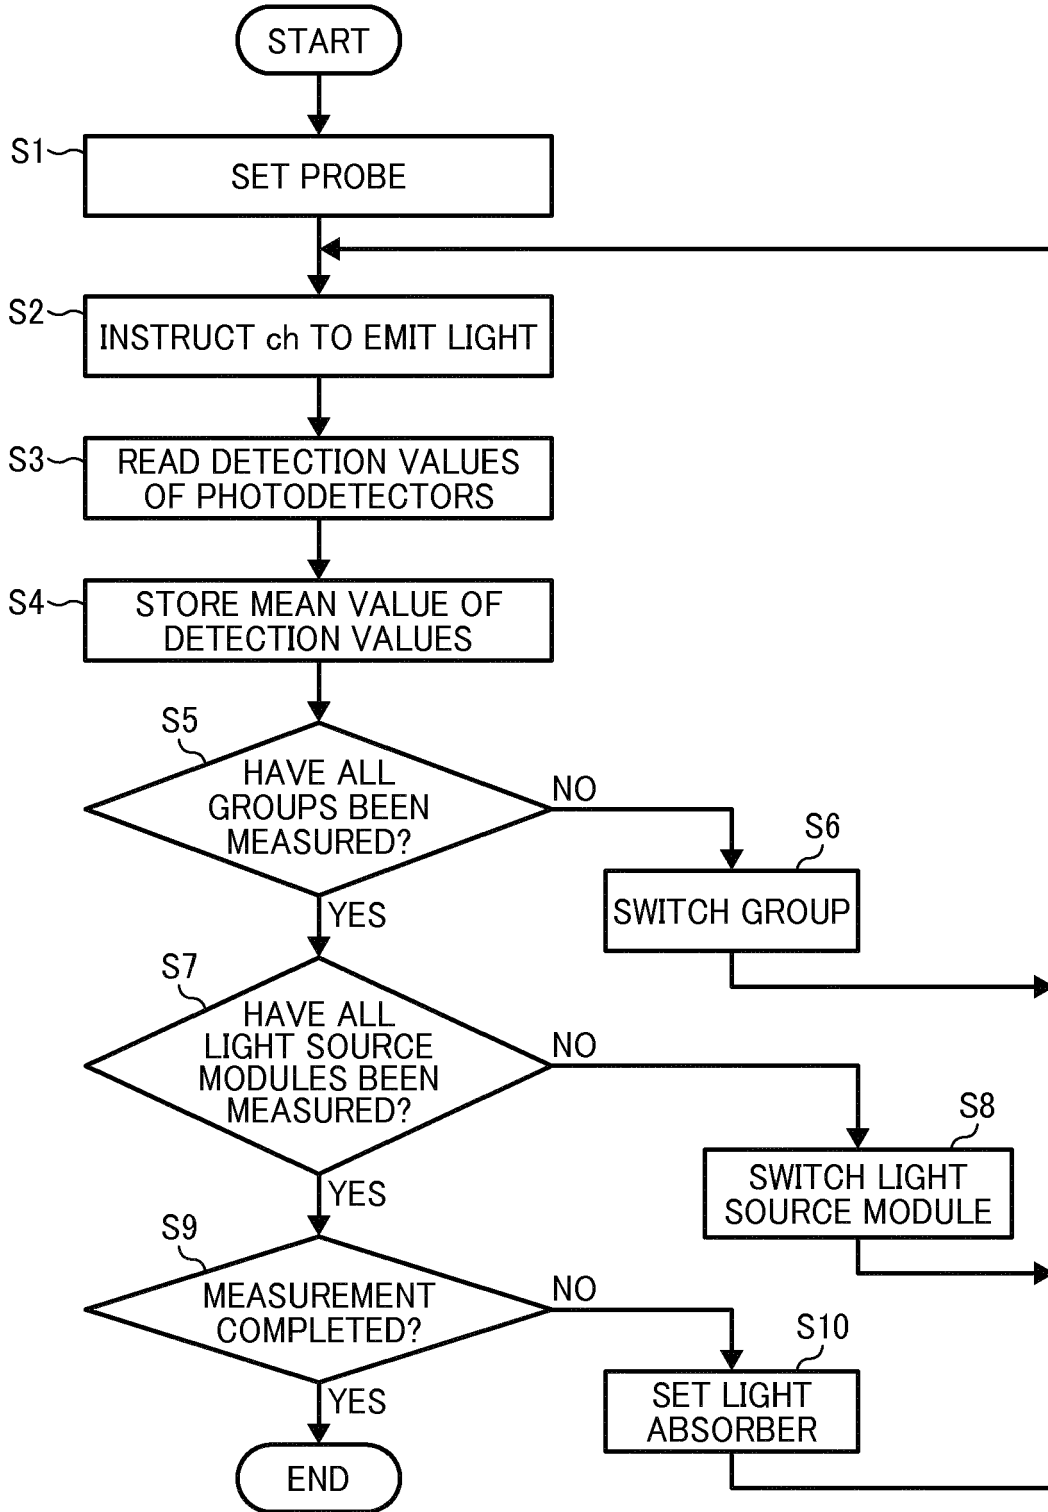 START
S1
SET PROBE
S2
INSTRUCT ch TO EMIT LIGHT
S3
READ DETECTION VALUES
OF PHOTODETECTORS
S4
STORE MEAN VALUE OF
DETECTION VALUES
S5
HAVE ALL
GROUPS BEEN
MEASURED?
NO
S6
SWITCH GROUP
YES
S7
HAVE ALL
LIGHT SOURCE
MODULES BEEN
MEASURED?
NO
S8
SWITCH LIGHT
SOURCE MODULE
YES
S9
MEASUREMENT
COMPLETED?
NO
S10
SET LIGHT
ABSORBER
YES
END